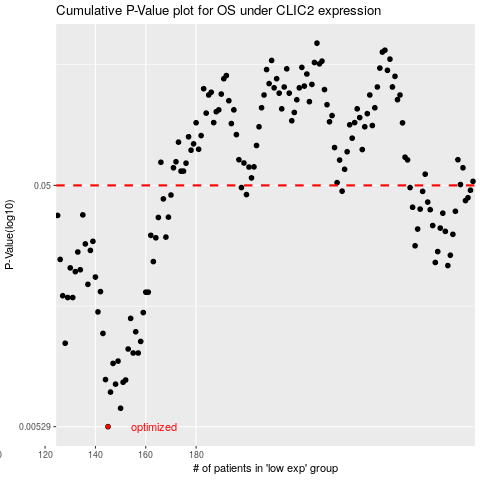 Cumulative P-Value plot for OS under CLIC2 expression
P-Value(log10)
0.05
0.00529
optimized
0 120 140 160 180
# of patients in 'low exp' group